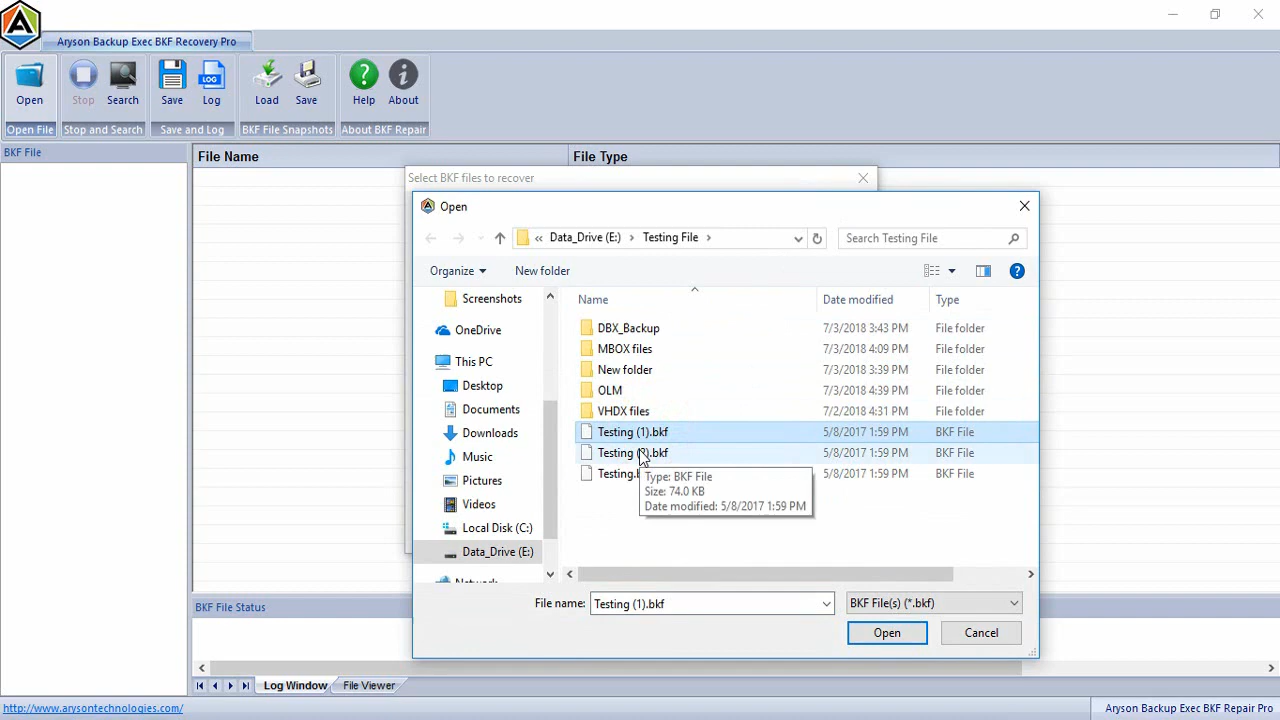 Aryson Backup Exec BKF Recovery Pro
Open
Stop
Search
Save
Log
Load
Save
Help
About
Open File
Stop and Search
Save and Log
BKF File Snapshots
About BKF Repair
BKF File
File Name
File Type
Select BKF files to recover
Open
« Data_Drive (E:) › Testing File ›
Search Testing File
Organize
New folder
Name
Date modified
Type
Screenshots
OneDrive
This PC
Desktop
Documents
Downloads
Music
Pictures
Videos
Local Disk (C:)
Data_Drive (E:)
Network
DBX_Backup 7/3/2018 3:43 PM File folder
MBOX files 7/3/2018 4:09 PM File folder
New folder 7/3/2018 3:39 PM File folder
OLM 7/3/2018 4:39 PM File folder
VHDX files 7/2/2018 4:31 PM File folder
Testing (1).bkf 5/8/2017 1:59 PM BKF File
Testing ).bkf 5/8/2017 1:59 PM BKF File
Testing. 5/8/2017 1:59 PM BKF File
Type: BKF File
Size: 74.0 KB
Date modified: 5/8/2017 1:59 PM
File name: Testing (1).bkf
BKF File(s) (*.bkf)
Open
Cancel
BKF File Status
Log Window
File Viewer
http://www.arysontechnologies.com/
Aryson Backup Exec BKF Repair Pro